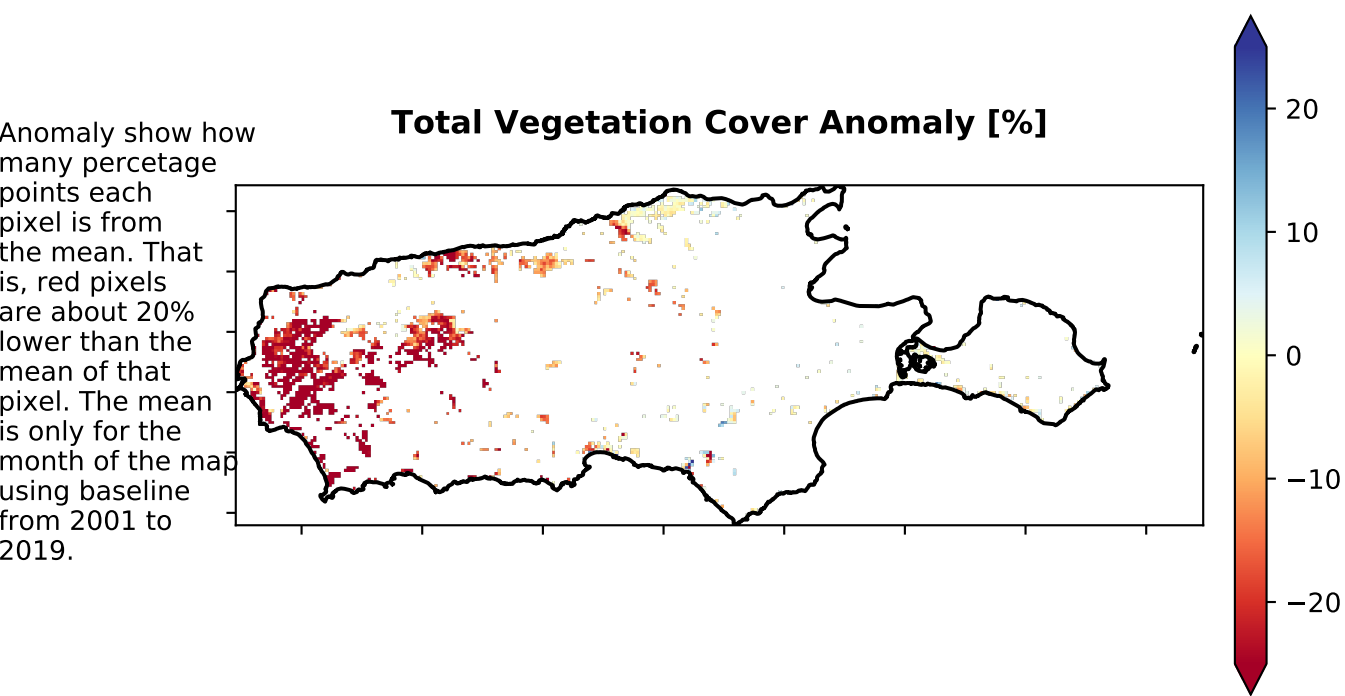 Total Vegetation Cover Anomaly [%]
Anomaly show how
many percetage
points each
pixel is from
the mean. That
is, red pixels
are about 20%
lower than the
mean of that
pixel. The mean
is only for the
month of the map
using baseline
from 2001 to
2019.
20
10
0
−10
−20